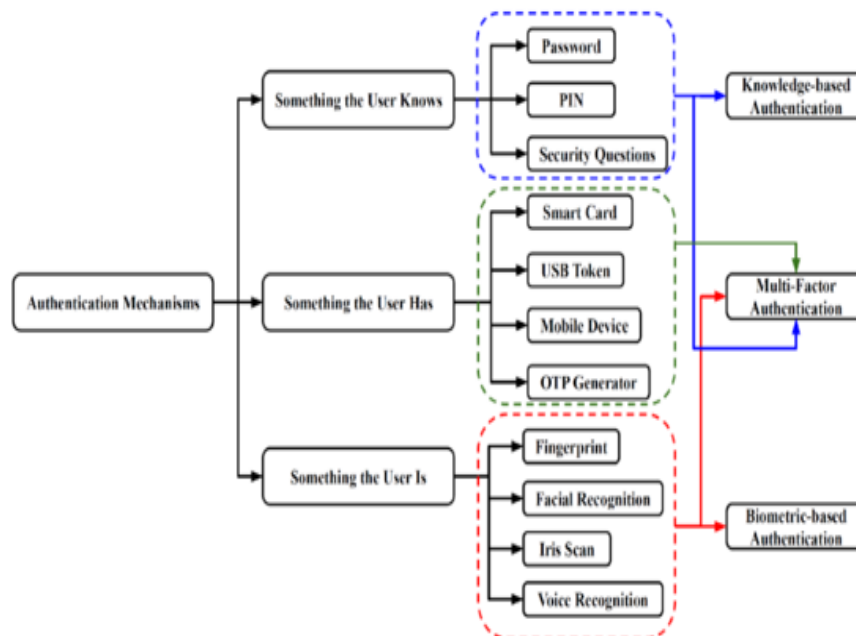 Password
Something the User Knows
PIN
Knowledge-based
Authentication
Security Questions
Smart Card
USB Token
Authentication Mechanisms
Something the User Has
Multi-Factor
Authentication
Mobile Device
OTP Generator
Fingerprint
Something the User Is
Facial Recognition
Biometric-based
Authentication
Iris Scan
Voice Recognition